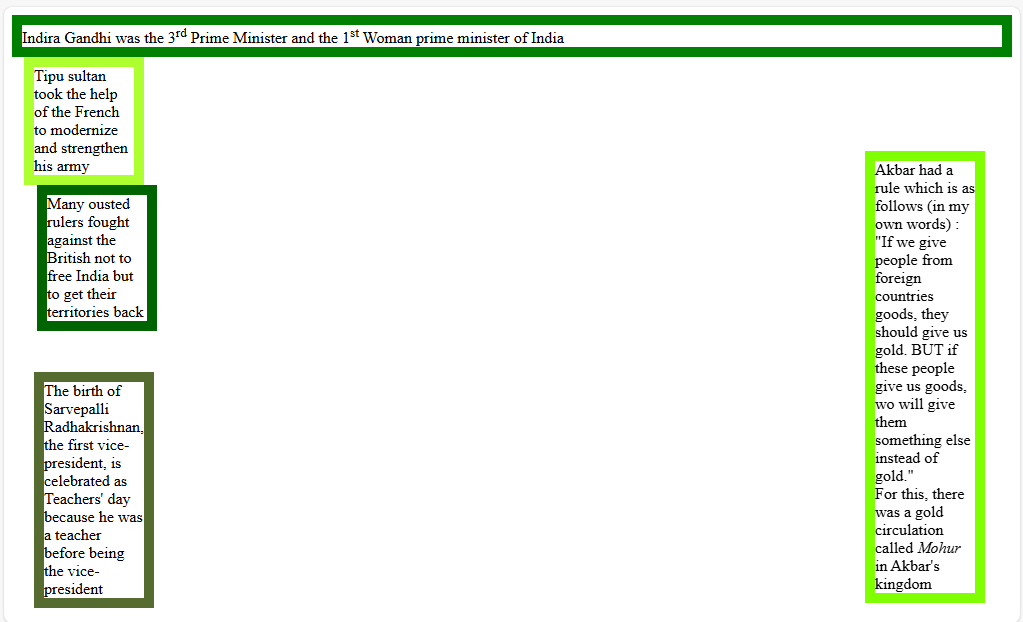 Indira Gandhi was the 3rd Prime Minister and the 1st Woman prime minister of India
Tipu sultan
took the help
of the French
to modernize
and strengthen
his army
Many ousted
rulers fought
against the
British not to
free India but
to get their
territories back
The birth of
Sarvepalli
Radhakrishnan,
the first vice-
president, is
celebrated as
Teachers' day
because he was
a teacher
before being
the vice-
president
Akbar had a
rule which is as
follows (in my
own words) :
"If we give
people from
foreign
countries
goods, they
should give us
gold. BUT if
these people
give us goods,
wo will give
them
something else
instead of
gold."
For this, there
was a gold
circulation
called Mohur
in Akbar's
kingdom